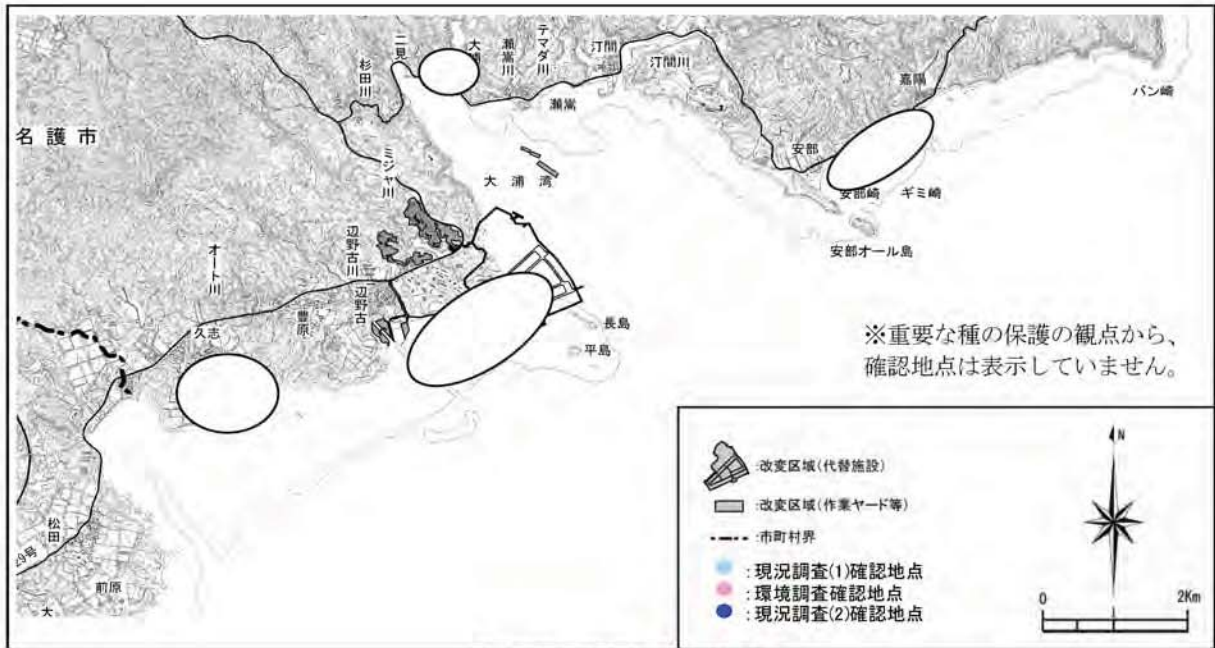 名護市
杉田川
二見
大浦
瀬嵩川
テマダ川
汀間
汀間川
瀬嵩
嘉陽
バン崎
安部
安部崎
ギミ崎
安部オール島
大浦湾
ミジャ川
辺野古川
辺野古
オート川
久志
豊原
長島
平島
松田
29号
前原
大
※重要な種の保護の観点から、
確認地点は表示していません。
:改変区域(代替施設)
:改変区域(作業ヤード等)
:市町村界
:現況調査(1)確認地点
:環境調査確認地点
:現況調査(2)確認地点
N
0 2Km